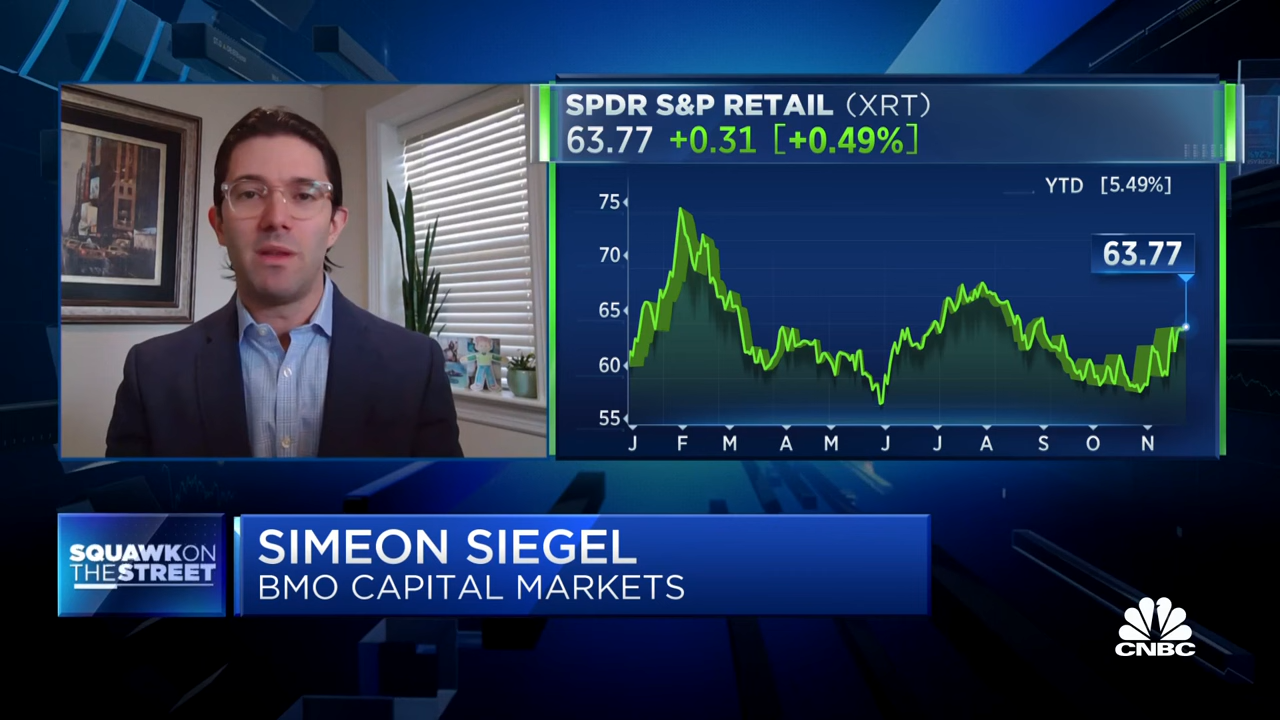 SPDR S&P RETAIL (XRT)
63.77 +0.31 [+0.49%]
YTD [5.49%]
75
70
65
60
55
63.77
J F M A M J J A S O N
SQUAWK ON
THE STREET
SIMEON SIEGEL
BMO CAPITAL MARKETS
CNBC